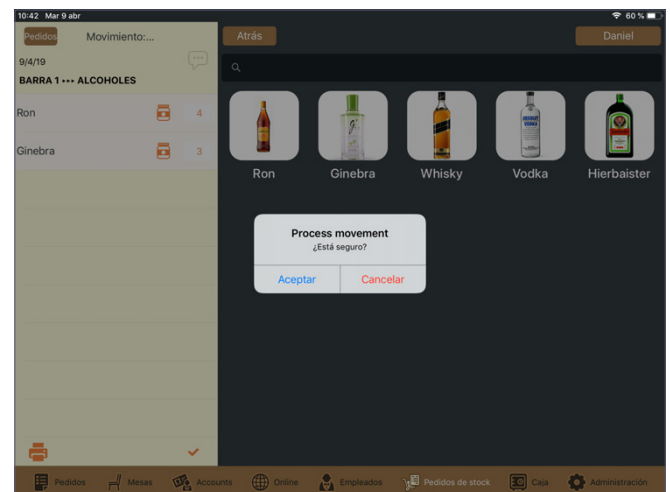 10:42 Mar 9 abr
60 %
Pedidos
Movimiento:...
Atrás
Daniel
9/4/19
BARRA 1 ••• ALCOHOLES
Ron
4
Ginebra
3
ABSOLUT
VODKA
Ron
Ginebra
Whisky
Vodka
Hierbaister
Process movement
¿Está seguro?
Aceptar
Cancelar
Pedidos
Mesas
Accounts
Online
Empleados
Pedidos de stock
Caja
Administración